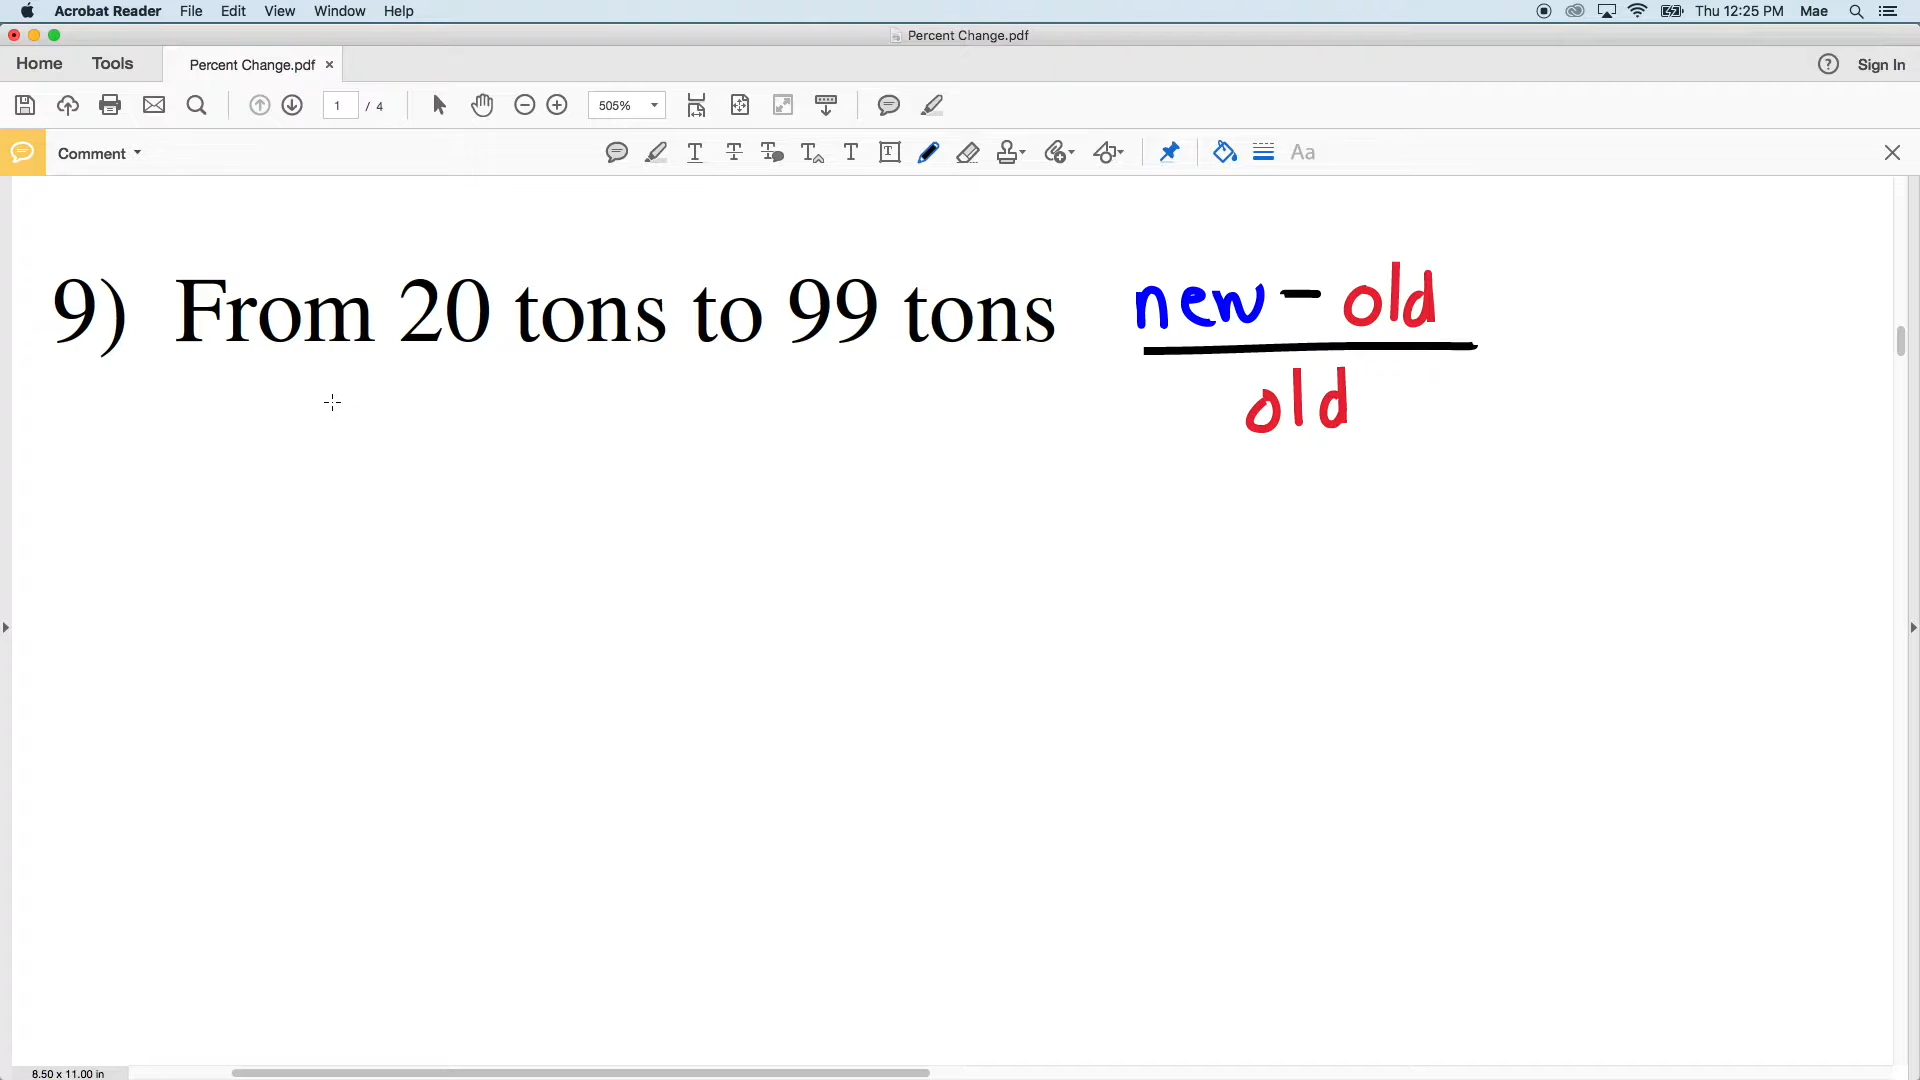 Acrobat Reader File Edit View Window Help Thu 12:25 PM Mae
Percent Change.pdf
Home Tools Percent Change.pdf × ? Sign In
1 / 4 505%
Comment T T T T T T Aa
9) From 20 tons to 99 tons new - old
old
8.50 x 11.00 in